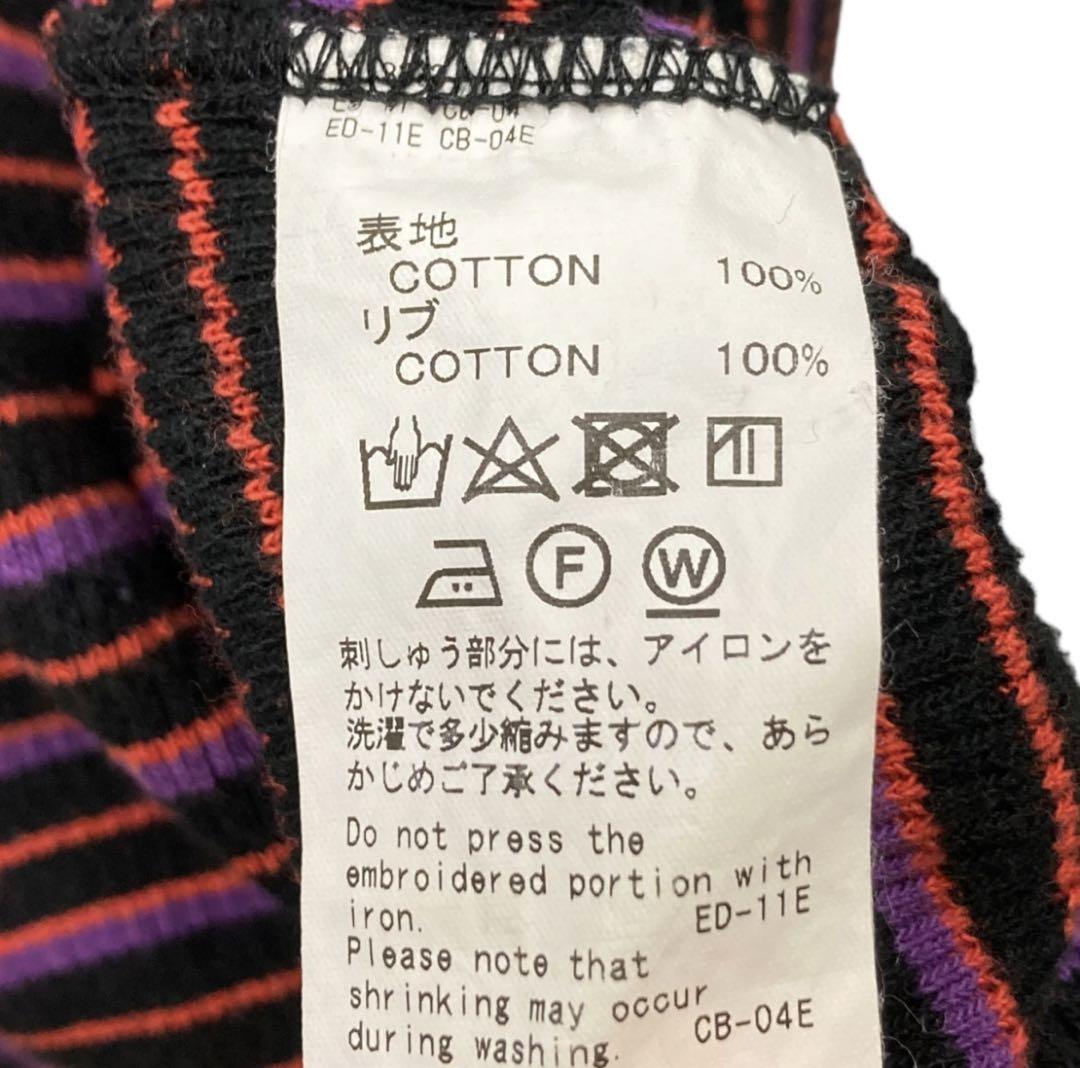 ED-11E CB-04E
表地
COTTON 100%
リブ
COTTON 100%
F W
刺しゅう部分には、アイロンを
かけないでください。
洗濯で多少縮みますので、あら
かじめご了承ください。
Do not press the
embroidered portion with
iron. ED-11E
Please note that
shrinking may occur
during washing. CB-04E